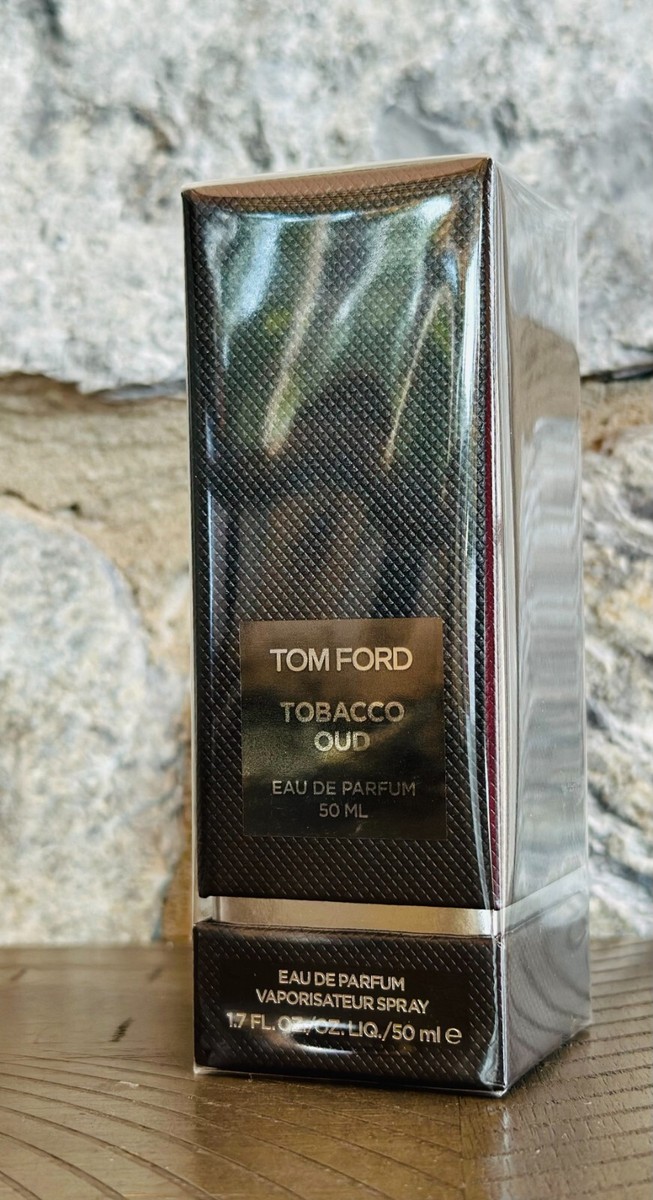 TOM FORD
TOBACCO
OUD
EAU DE PARFUM
50 ML
EAU DE PARFUM
VAPORISATEUR SPRAY
1.7 FL. OZ./OZ. LIQ./50 ml ℮